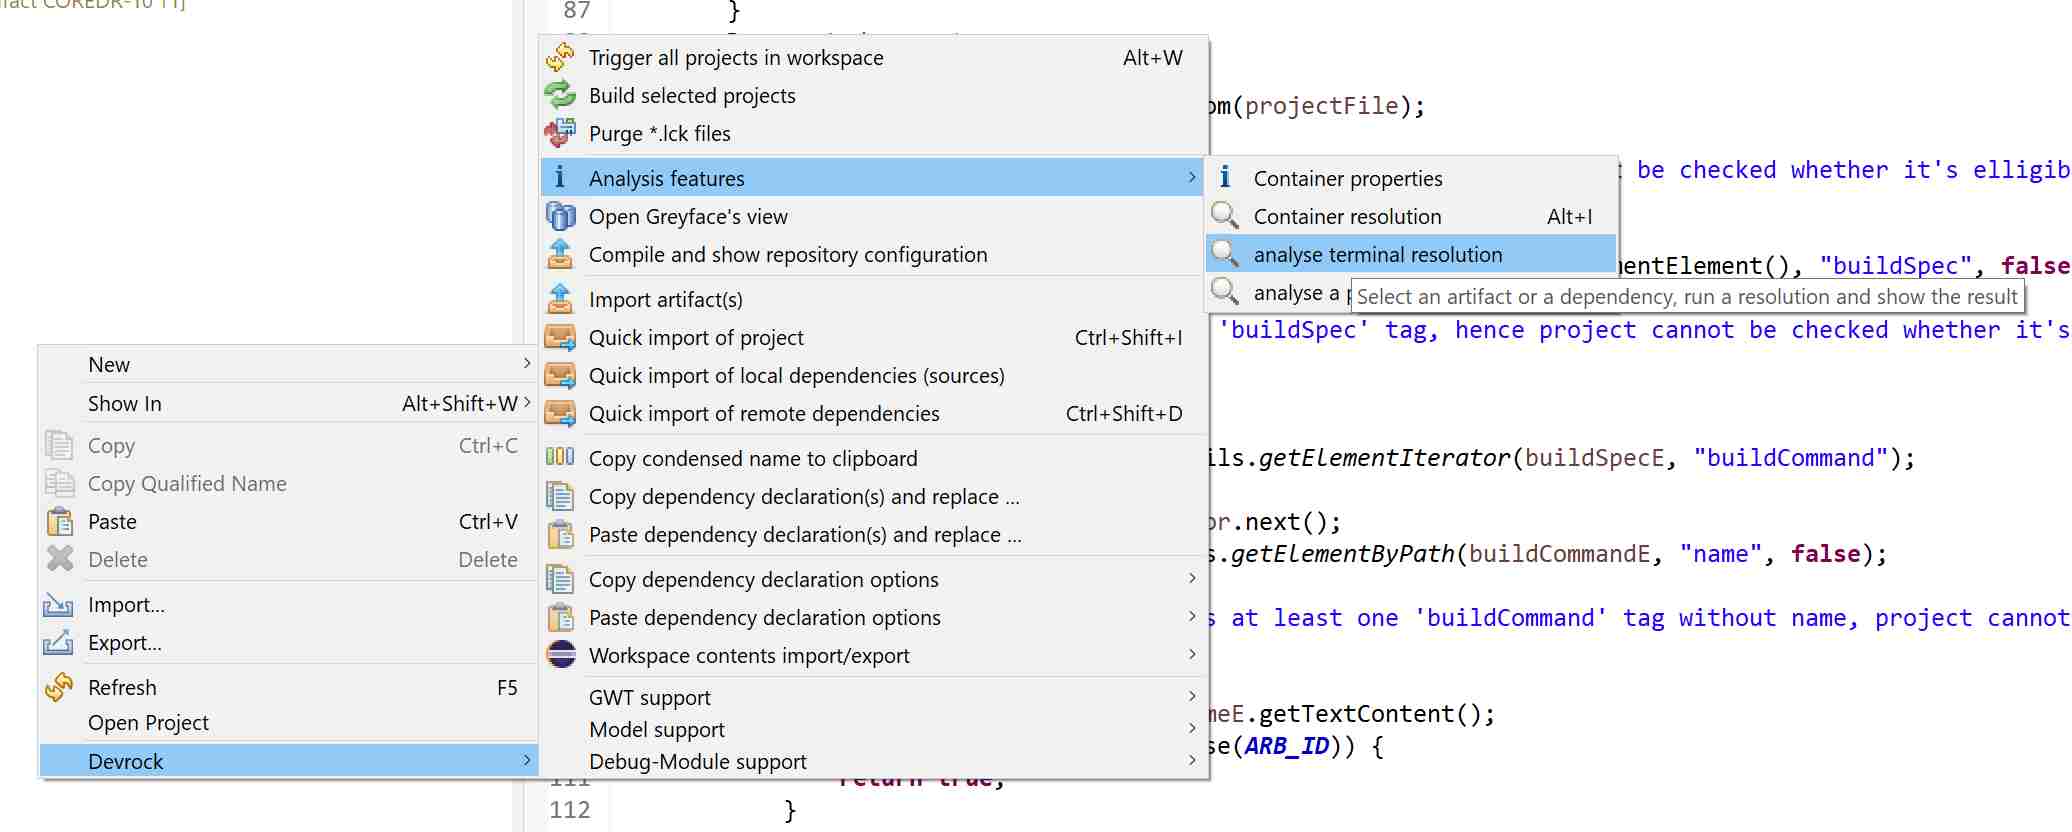 COREDR-10 11]
87 }
Trigger all projects in workspace Alt+W
Build selected projects
om(projectFile);
Purge *.lck files
Analysis features
Container properties
be checked whether it's elligib
Open Greyface's view
Container resolution Alt+I
Compile and show repository configuration
analyse terminal resolution
mentElement(), "buildSpec", false
Import artifact(s)
analyse a
Select an artifact or a dependency, run a resolution and show the result
Quick import of project Ctrl+Shift+I
'buildSpec' tag, hence project cannot be checked whether it's
New
Quick import of local dependencies (sources)
Show In Alt+Shift+W
Quick import of remote dependencies Ctrl+Shift+D
Copy Ctrl+C
Copy condensed name to clipboard
ils.getElementIterator(buildSpecE, "buildCommand");
Copy Qualified Name
Copy dependency declaration(s) and replace ...
Paste Ctrl+V
Paste dependency declaration(s) and replace ...
or.next();
Delete Delete
s.getElementByPath(buildCommandE, "name", false);
Copy dependency declaration options
Import...
Paste dependency declaration options
s at least one 'buildCommand' tag without name, project cannot
Export...
Workspace contents import/export
Refresh F5
GWT support
Open Project
Model support
meE.getTextContent();
se(ARB_ID)) {
Devrock
Debug-Module support
111 return true;
112 }